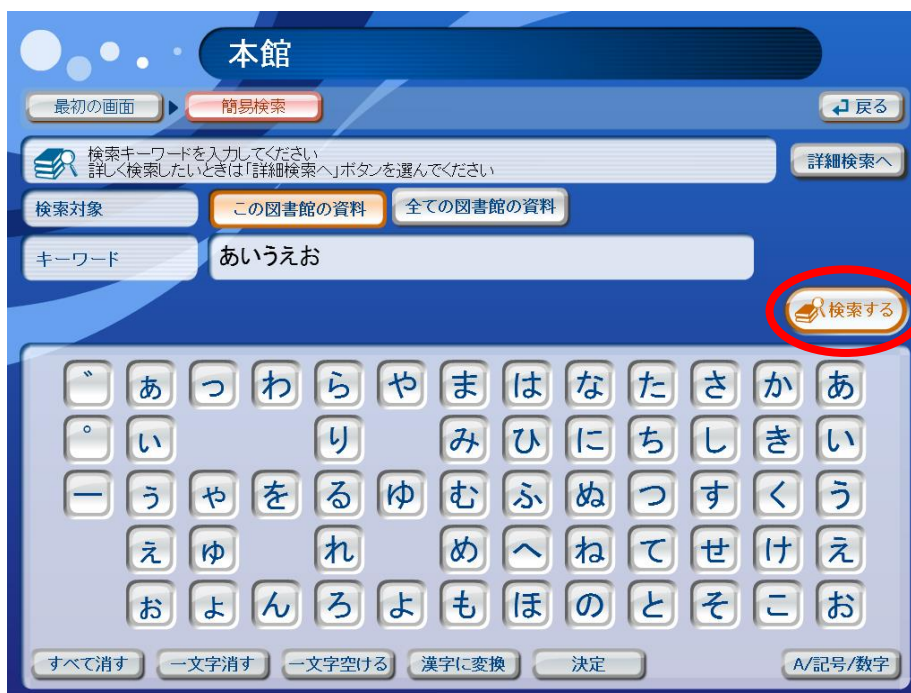 本館
最初の画面 簡易検索 戻る
検索キーワードを入力してください
詳しく検索したいときは「詳細検索へ」ボタンを選んでください
詳細検索へ
検索対象 この図書館の資料 全ての図書館の資料
キーワード あいうえお
検索する
゛ ぁ っ わ ら や ま は な た さ か あ
゜ ぃ り み ひ に ち し き い
ー ぅ ゃ を る ゆ む ふ ぬ つ す く う
ぇ ゅ れ め へ ね て せ け え
ぉ ょ ん ろ よ も ほ の と そ こ お
すべて消す 一文字消す 一文字空ける 漢字に変換 決定 A/記号/数字